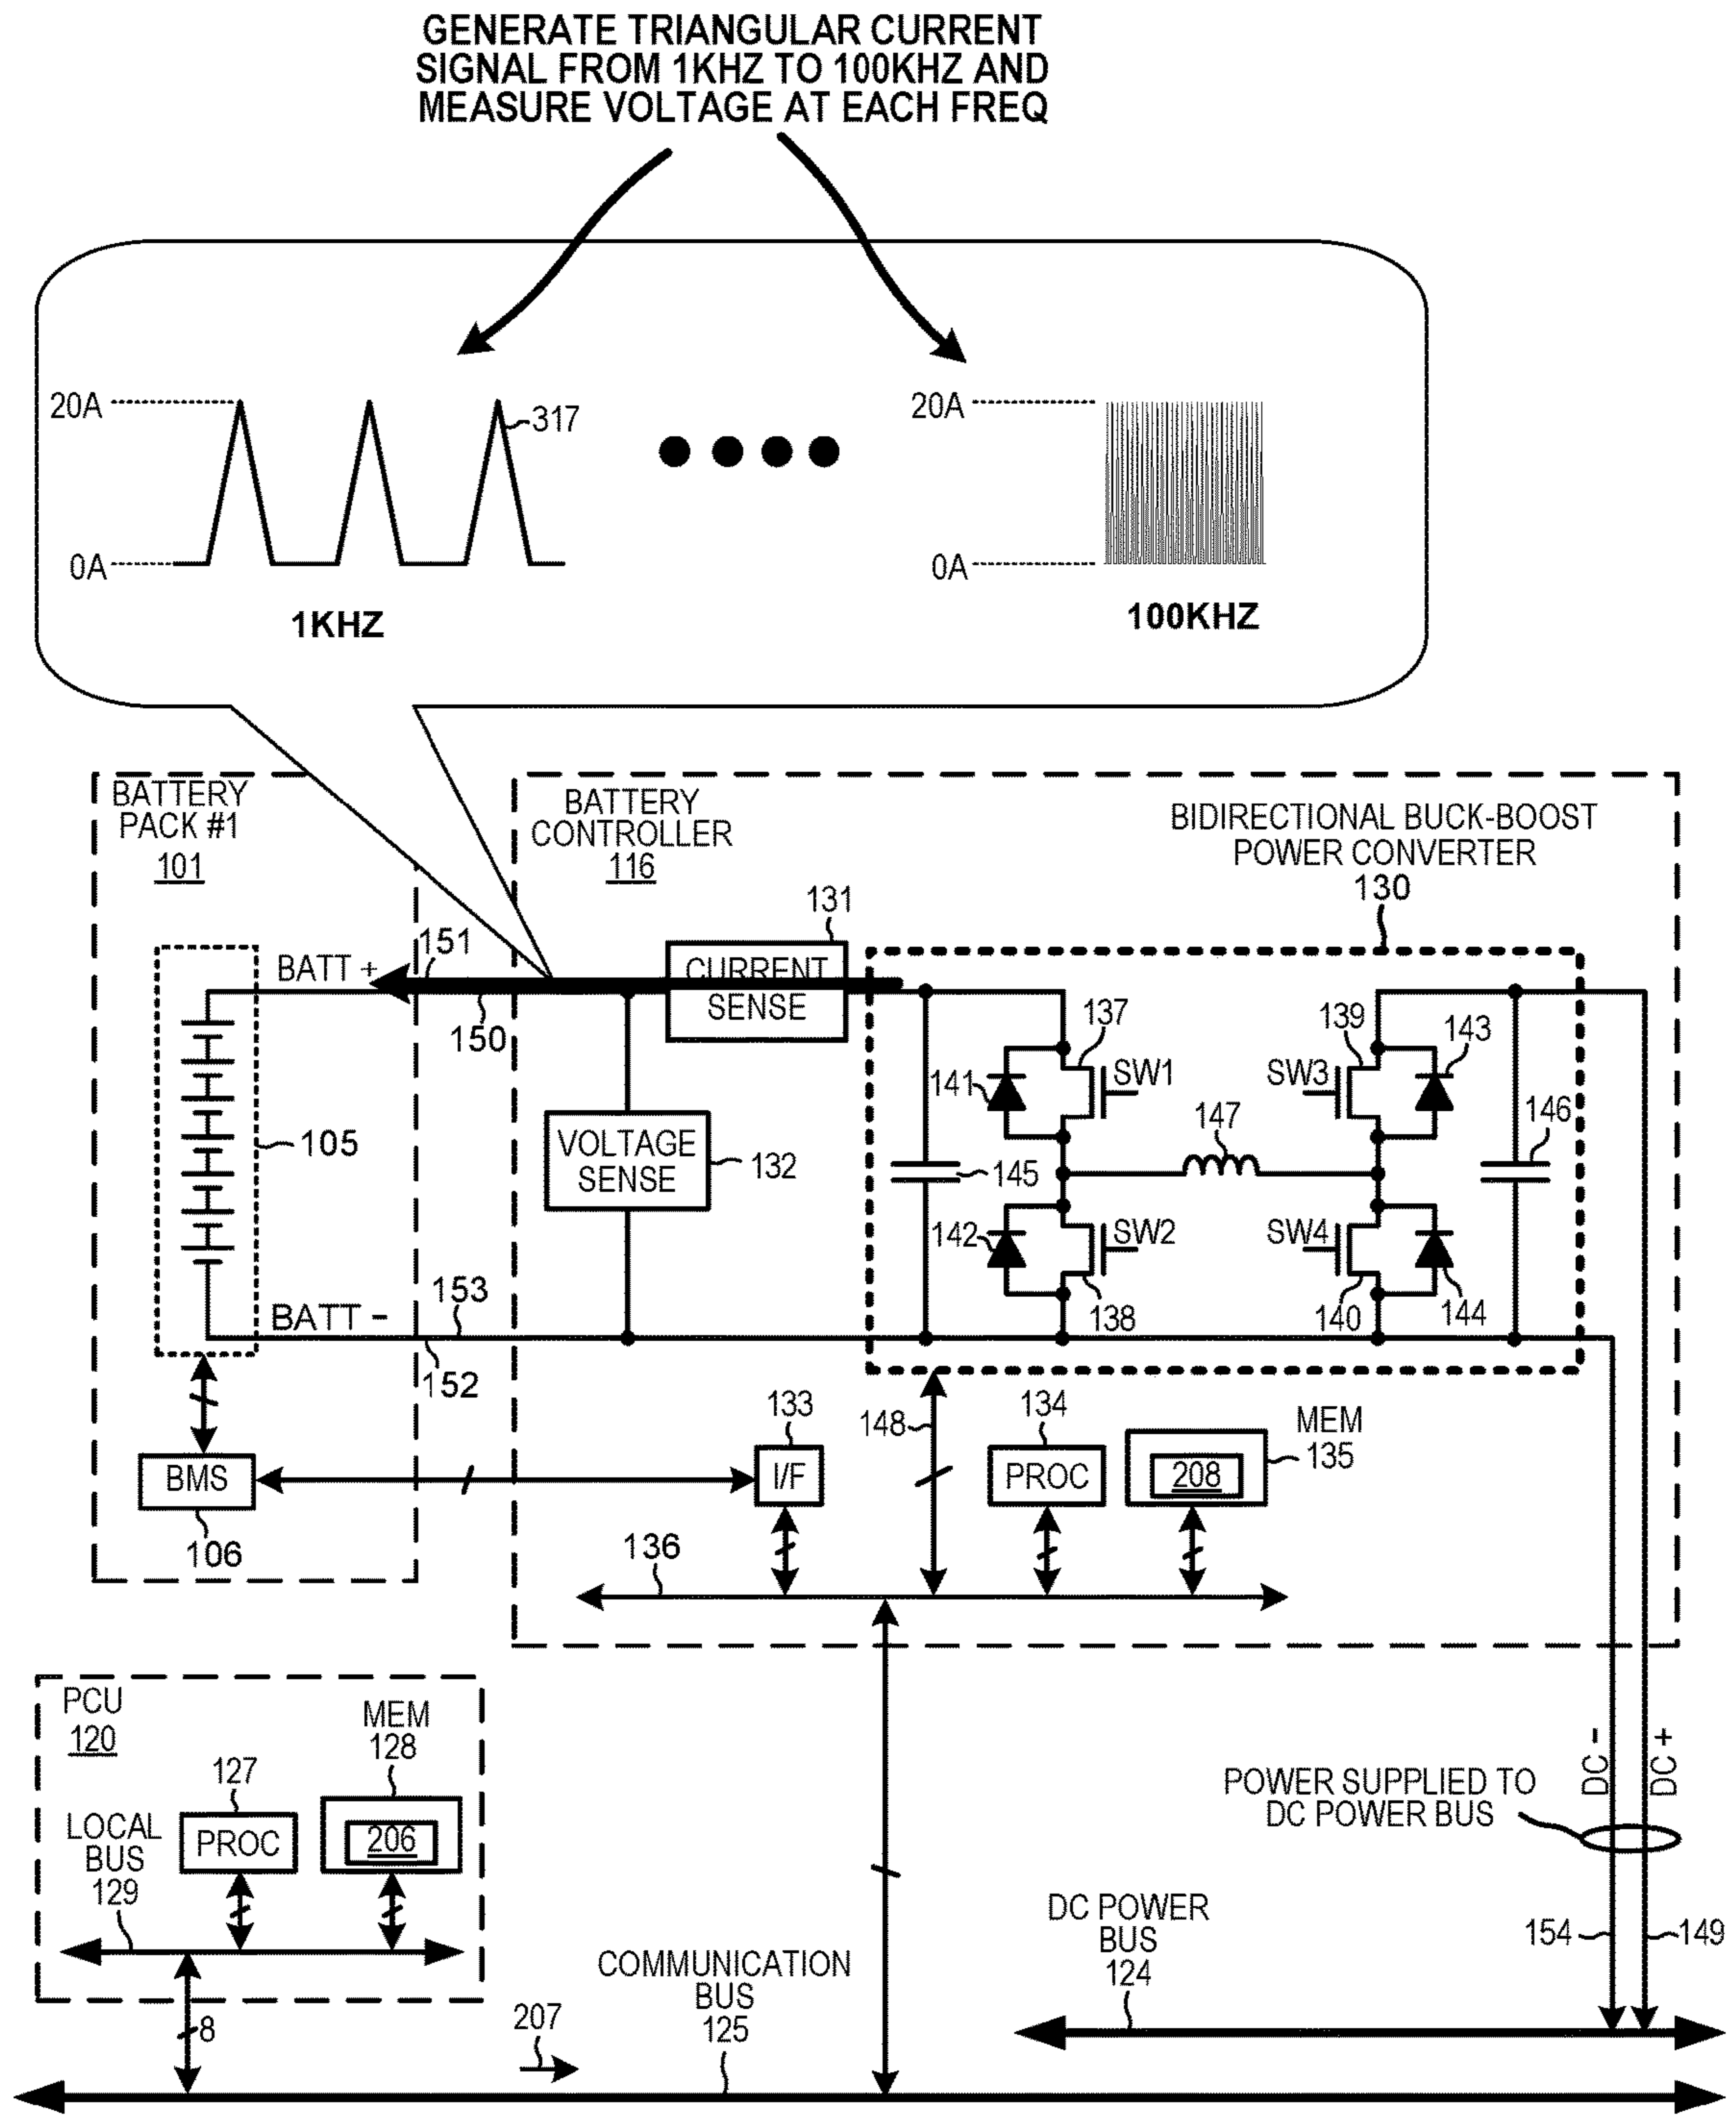 GENERATE TRIANGULAR CURRENT
SIGNAL FROM 1KHZ TO 100KHZ AND
MEASURE VOLTAGE AT EACH FREQ
20A
317
20A
0A
0A
1KHZ
100KHZ
BATTERY
PACK #1
101
BATTERY
CONTROLLER
116
BIDIRECTIONAL BUCK-BOOST
POWER CONVERTER
130
131
151
BATT +
CURRENT
SENSE
150
137
139
143
141
SW1
SW3
147
146
105
VOLTAGE
SENSE
132
145
142
SW2
SW4
153
BATT -
138
140
144
152
133
148
134
MEM
135
BMS
I/F
PROC
208
106
136
PCU
120
MEM
128
127
LOCAL
BUS
129
PROC
206
DC -
DC +
POWER SUPPLIED TO
DC POWER BUS
DC POWER
BUS
124
154
149
COMMUNICATION
BUS
125
207
8